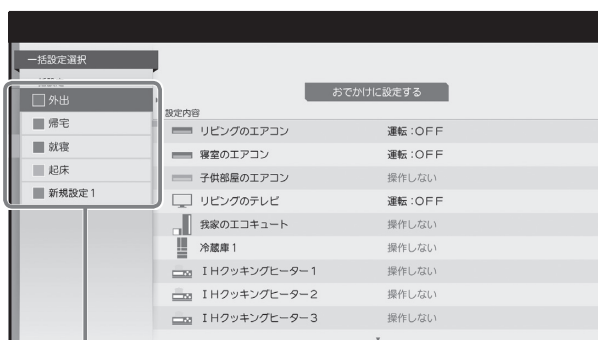 一括設定選択
外出
帰宅
就寝
起床
新規設定1
おでかけに設定する
設定内容
リビングのエアコン 運転:OFF
寝室のエアコン 運転:OFF
子供部屋のエアコン 操作しない
リビングのテレビ 運転:OFF
我家のエコキュート 操作しない
冷蔵庫1 操作しない
IHクッキングヒーター1 操作しない
IHクッキングヒーター2 操作しない
IHクッキングヒーター3 操作しない